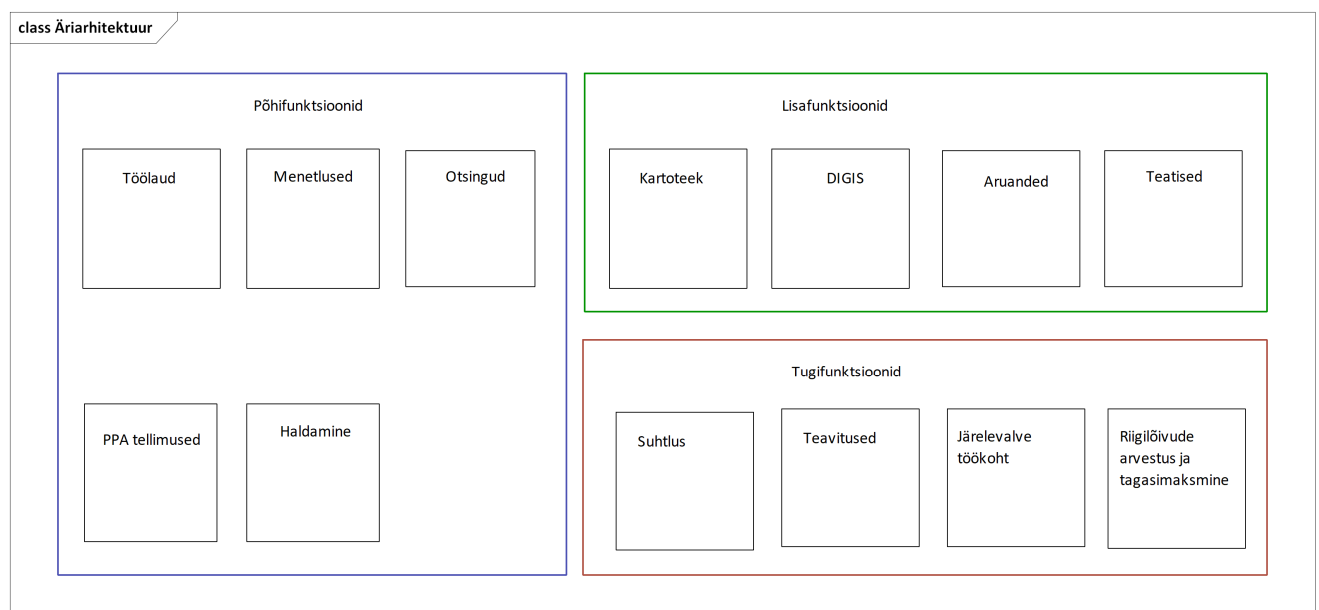 class Äriarhitektuur
Põhifunktsioonid
Töölaud
Menetlused
Otsingud
PPA tellimused
Haldamine
Lisafunktsioonid
Kartoteek
DIGIS
Aruanded
Teatised
Tugifunktsioonid
Suhtlus
Teavitused
Järelevalve
töökoht
Riigilõivude
arvestus ja
tagasimaksmine